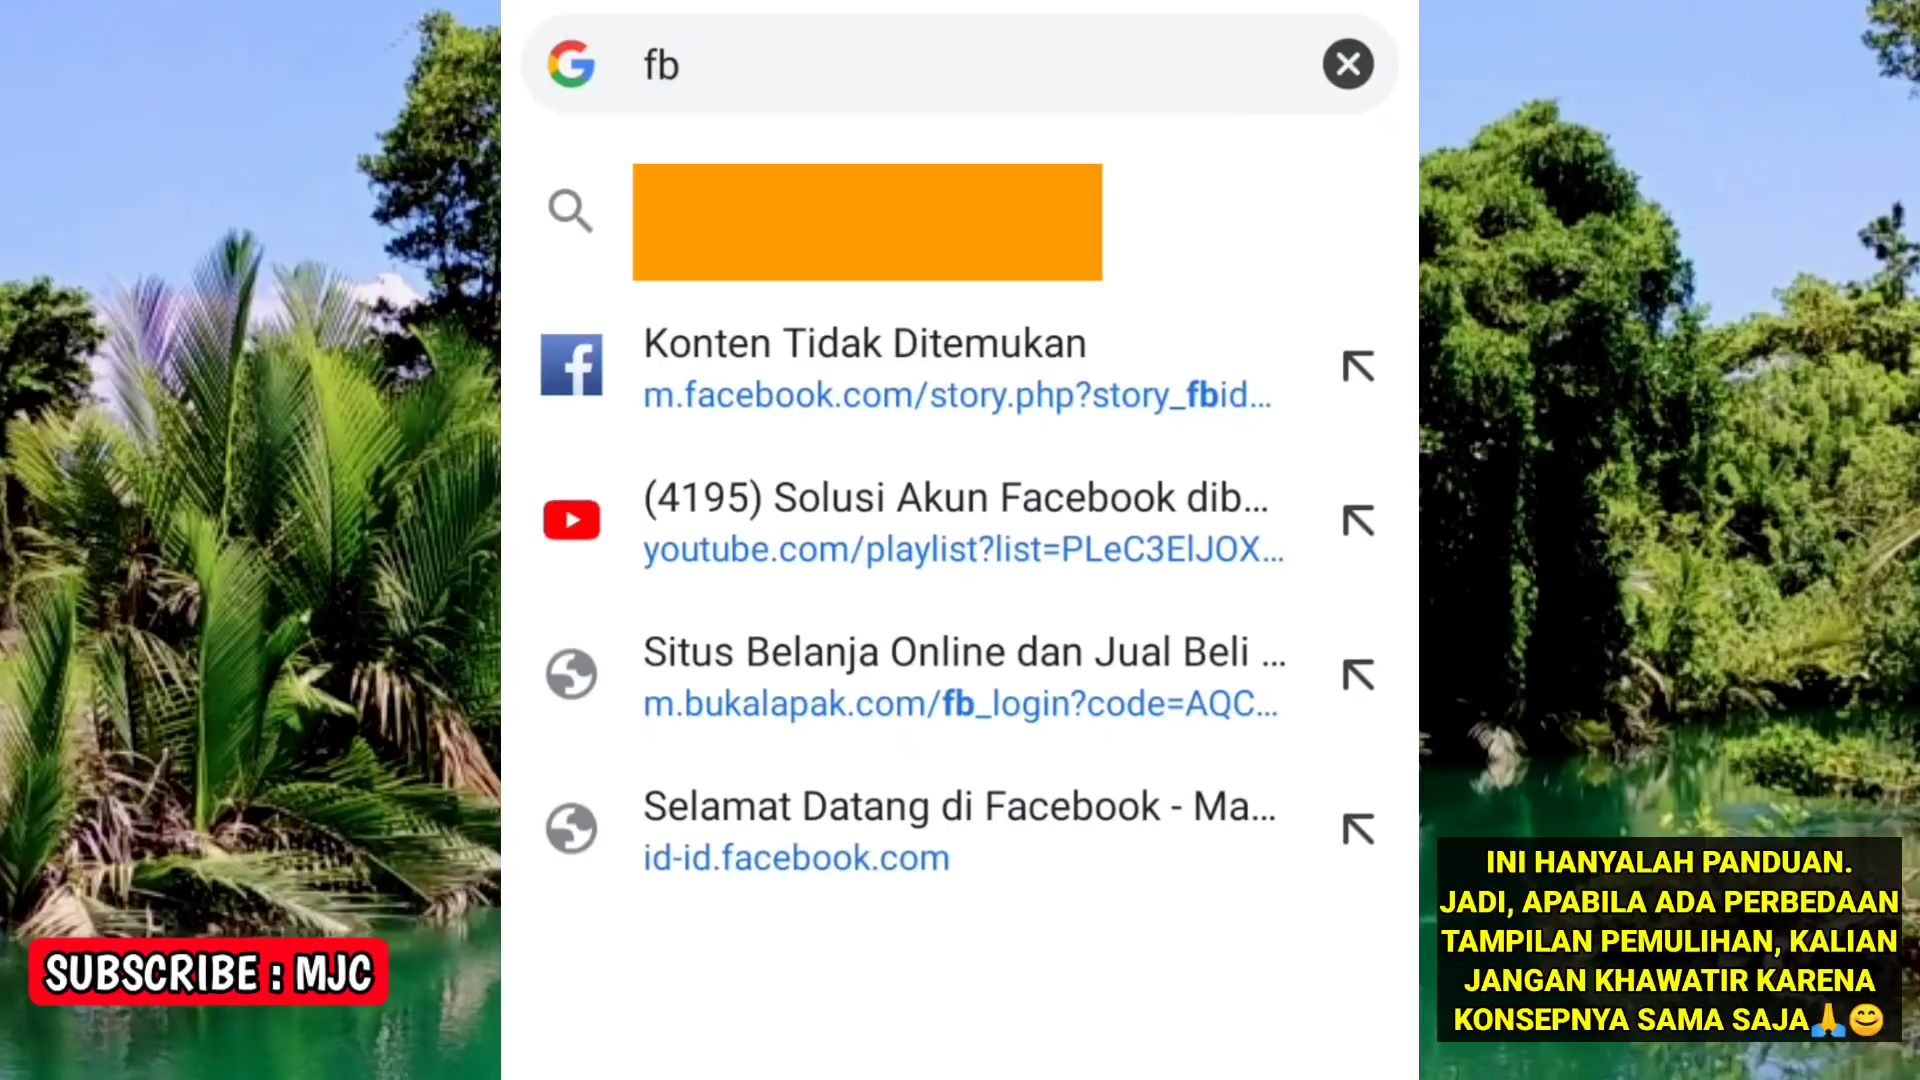 fb
Konten Tidak Ditemukan
m.facebook.com/story.php?story_fbid...
(4195) Solusi Akun Facebook dib...
youtube.com/playlist?list=PLeC3ElJOX...
Situs Belanja Online dan Jual Beli ...
m.bukalapak.com/fb_login?code=AQC...
Selamat Datang di Facebook - Ma...
id-id.facebook.com
SUBSCRIBE : MJC
INI HANYALAH PANDUAN.
JADI, APABILA ADA PERBEDAAN
TAMPILAN PEMULIHAN, KALIAN
JANGAN KHAWATIR KARENA
KONSEPNYA SAMA SAJA🙏😊